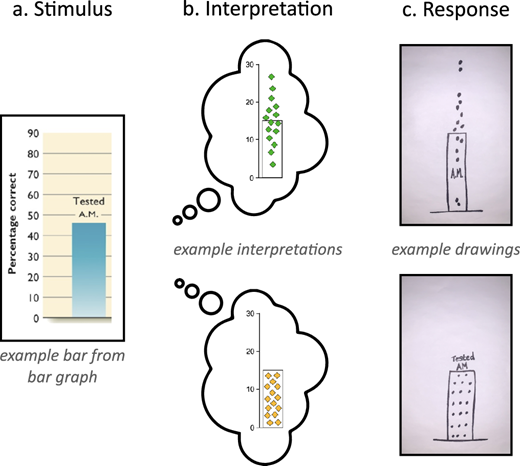 a. Stimulus
b. Interpretation
c. Response
90
80
70
60
50
40
30
20
10
0
Percentage correct
Tested
A.M.
example bar from
bar graph
30
20
10
0
example interpretations
30
20
10
0
A.M.
example drawings
Tested
AM